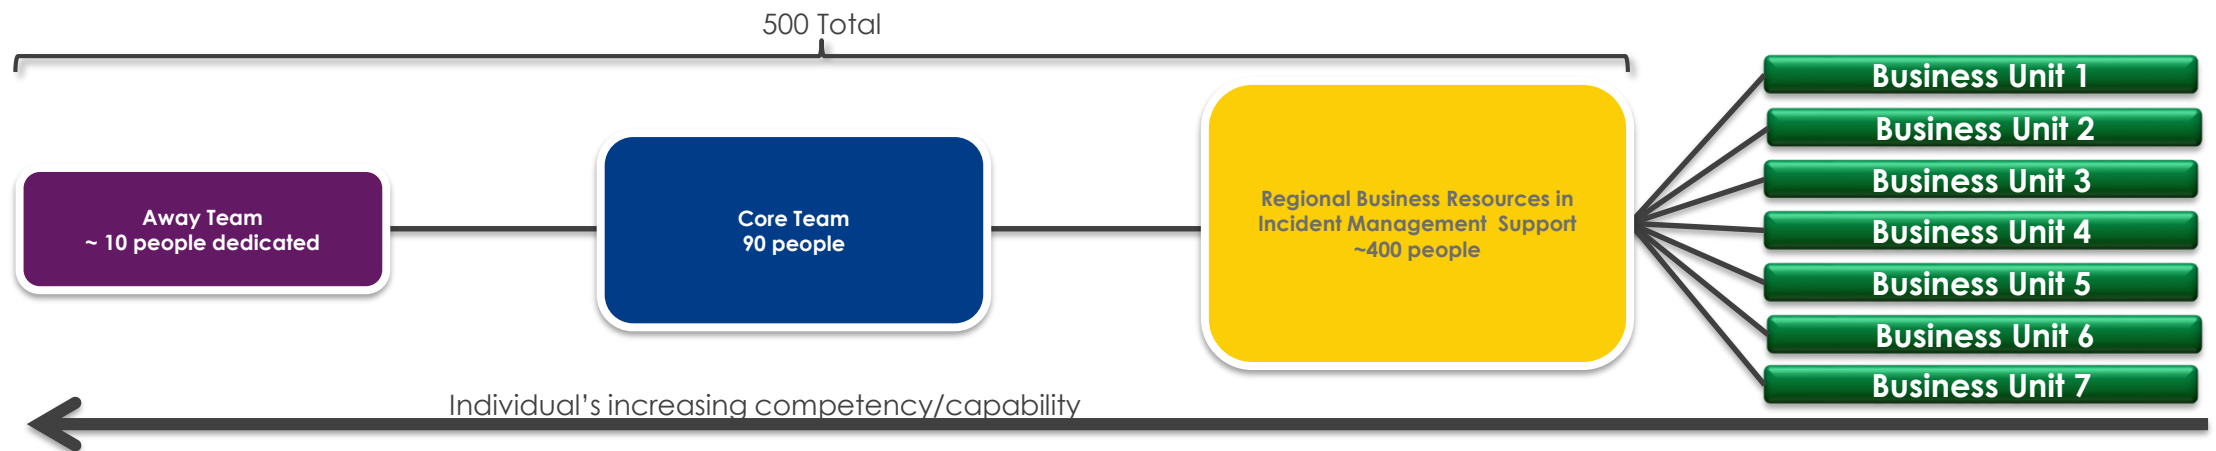 500 Total
Away Team
~ 10 people dedicated
Core Team
90 people
Regional Business Resources in
Incident Management  Support
~400 people
Business Unit 1
Business Unit 2
Business Unit 3
Business Unit 4
Business Unit 5
Business Unit 6
Business Unit 7
Individual’s increasing competency/capability